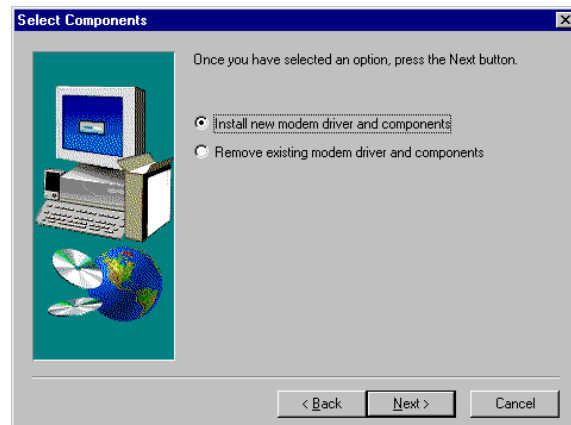 Select Components
Once you have selected an option, press the Next button.
Install new modem driver and components
Remove existing modem driver and components
< Back
Next >
Cancel